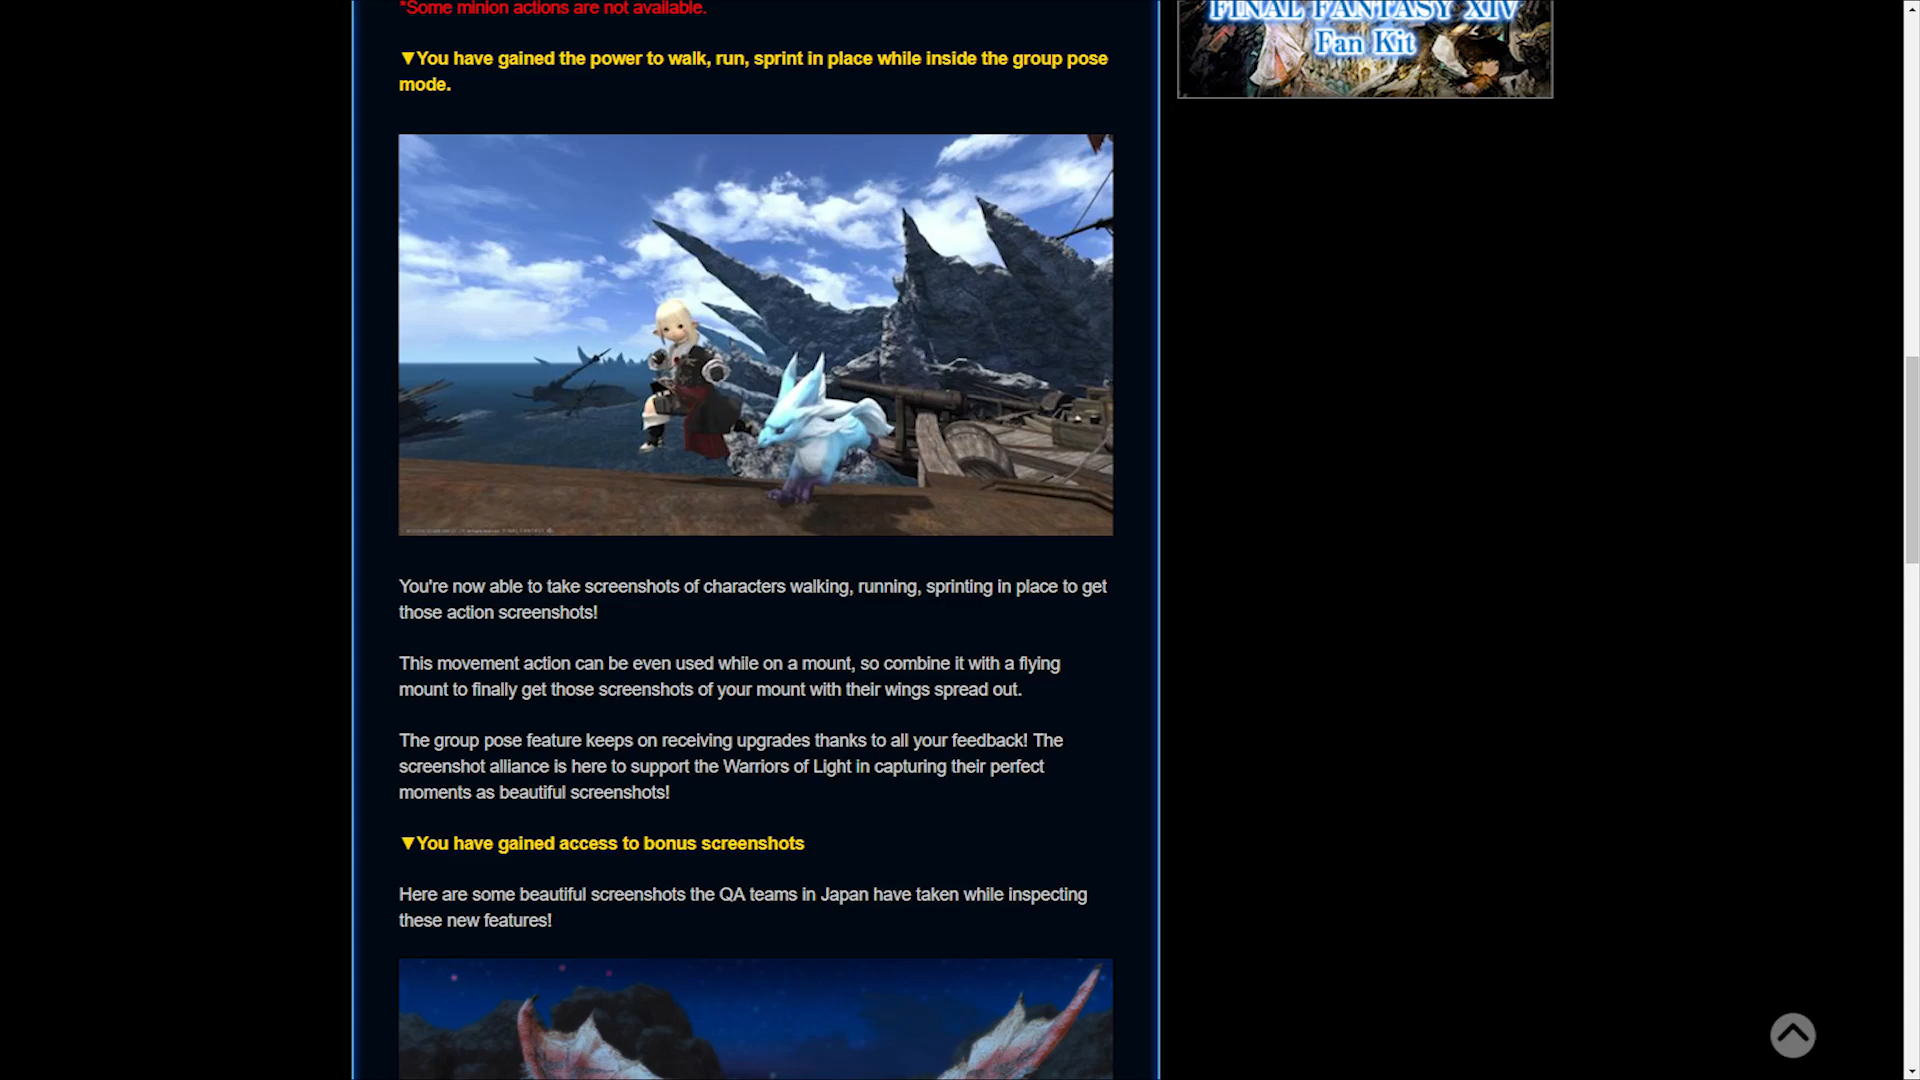 *Some minion actions are not available.
FINAL FANTASY XIV
Fan Kit
▼You have gained the power to walk, run, sprint in place while inside the group pose
mode.
You're now able to take screenshots of characters walking, running, sprinting in place to get
those action screenshots!
This movement action can be even used while on a mount, so combine it with a flying
mount to finally get those screenshots of your mount with their wings spread out.
The group pose feature keeps on receiving upgrades thanks to all your feedback! The
screenshot alliance is here to support the Warriors of Light in capturing their perfect
moments as beautiful screenshots!
▼You have gained access to bonus screenshots
Here are some beautiful screenshots the QA teams in Japan have taken while inspecting
these new features!